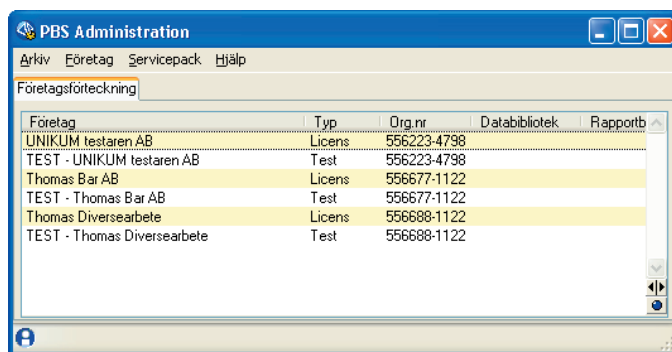 PBS Administration
Arkiv Företag Servicepack Hjälp
Företagsförteckning
Företag Typ Org.nr Databibliotek Rapportb
UNIKUM testaren AB Licens 556223-4798
TEST - UNIKUM testaren AB Test 556223-4798
Thomas Bar AB Licens 556677-1122
TEST - Thomas Bar AB Test 556677-1122
Thomas Diversearbete Licens 556688-1122
TEST - Thomas Diversearbete Test 556688-1122